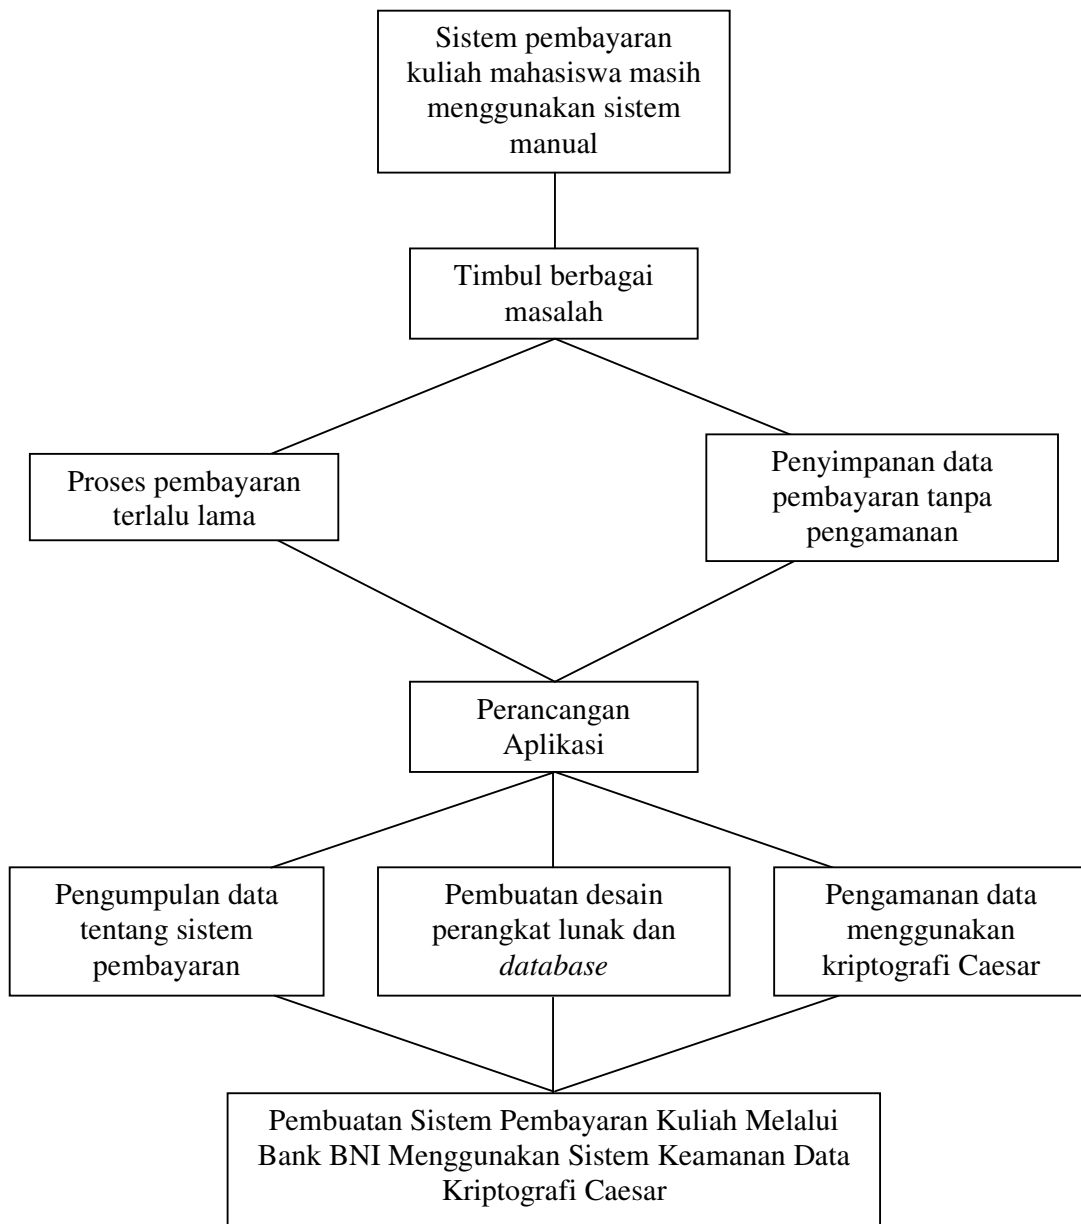 Sistem pembayaran
kuliah mahasiswa masih
menggunakan sistem
manual
Timbul berbagai
masalah
Proses pembayaran
terlalu lama
Penyimpanan data
pembayaran tanpa
pengamanan
Perancangan
Aplikasi
Pengumpulan data
tentang sistem
pembayaran
Pembuatan desain
perangkat lunak dan
database
Pengamanan data
menggunakan
kriptografi Caesar
Pembuatan Sistem Pembayaran Kuliah Melalui
Bank BNI Menggunakan Sistem Keamanan Data
Kriptografi Caesar